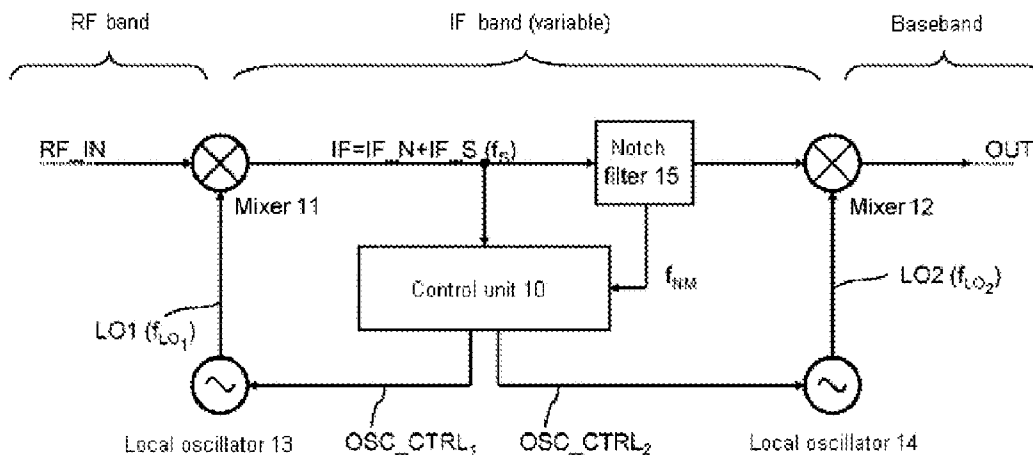 RF band
IF band (variable)
Baseband
RF_IN
IF=IF_N+IF_S (fS)
Notch
filter 15
OUT
Mixer 11
Mixer 12
Control unit 10
fNM
LO2 (fLO2)
LO1 (fLO1)
OSC_CTRL1
OSC_CTRL2
Local oscillator 13
Local oscillator 14